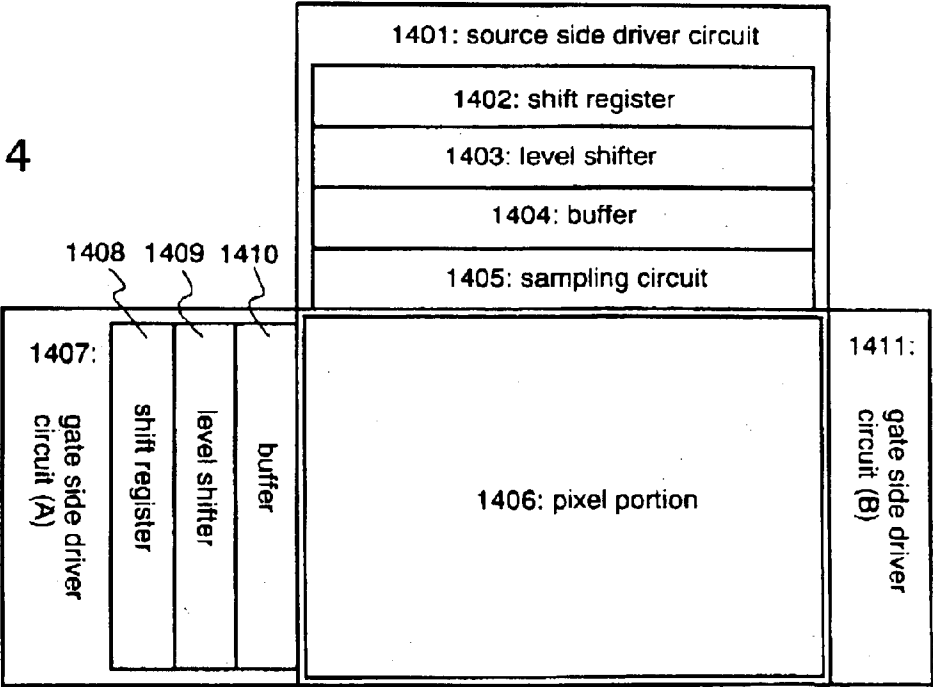 1401: source side driver circuit
1402: shift register
4
1403: level shifter
1404: buffer
1408 1409 1410
1405: sampling circuit
1407:
gate side driver
circuit (A)
shift register
level shifter
buffer
1406: pixel portion
1411:
gate side driver
circuit (B)